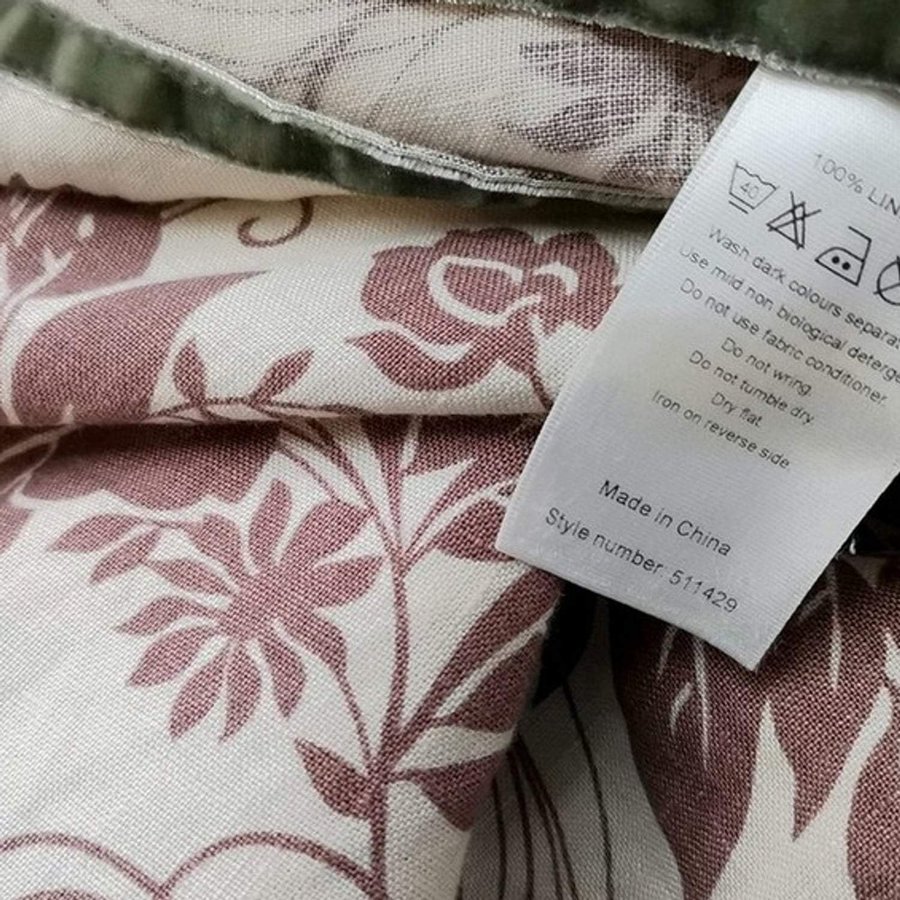 100% LIN
40
Wash dark colours separat
Use mild non biological deterge
Do not use fabric conditioner.
Do not wring.
Do not tumble dry.
Dry flat.
Iron on reverse side
Made in China
Style number: 511429